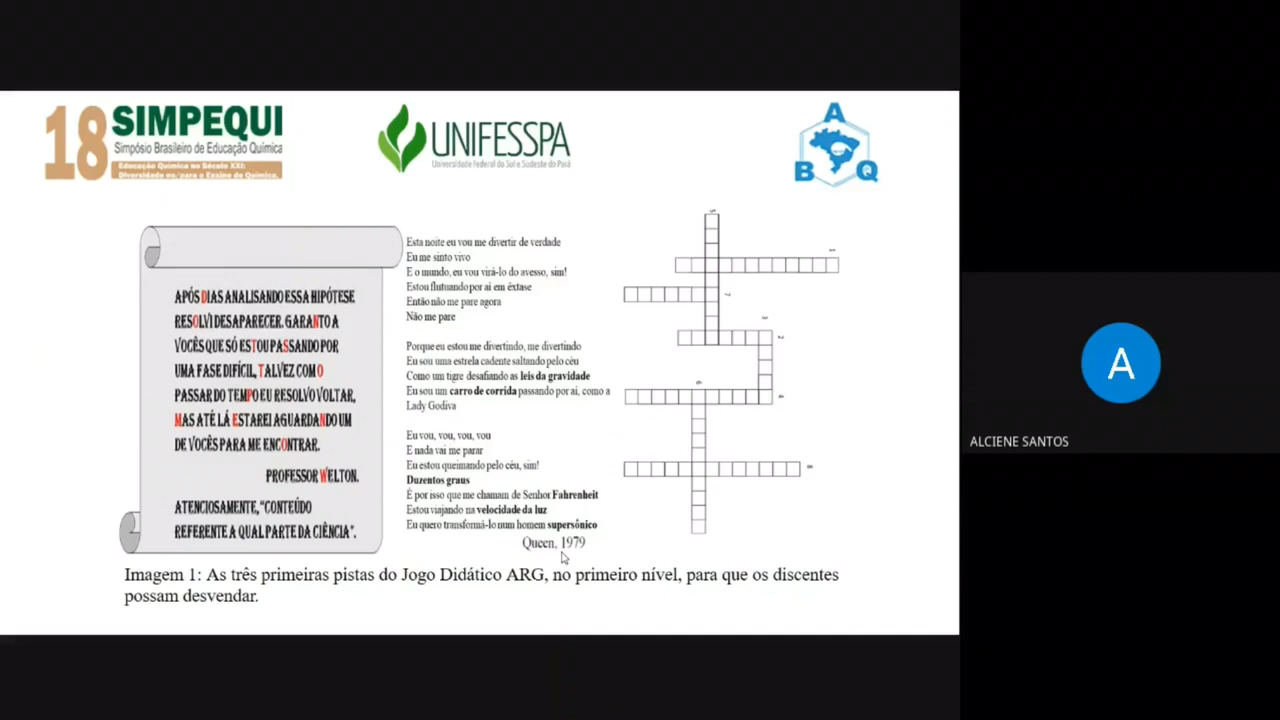 18 SIMPEQUI
Simpósio Brasileiro de Educação Química
Educação Química no Século XXI:
Diversidade no/para o Ensino de Química.
UNIFESSPA
Universidade Federal do Sul e Sudeste do Pará
A
B Q
APÓS DIAS ANALISANDO ESSA HIPÓTESE
RESOLVI DESAPARECER. GARANTO A
VOCÊS QUE SÓ ESTOU PASSANDO POR
UMA FASE DIFÍCIL, TALVEZ COM O
PASSAR DO TEMPO EU RESOLVO VOLTAR,
MAS ATÉ LÁ ESTAREI AGUARDANDO UM
DE VOCÊS PARA ME ENCONTRAR.
PROFESSOR WELTON.
ATENCIOSAMENTE, "CONTEÚDO
REFERENTE A QUAL PARTE DA CIÊNCIA".
Esta noite eu vou me divertir de verdade
Eu me sinto vivo
E o mundo, eu vou virá-lo do avesso, sim!
Estou flutuando por aí em êxtase
Então não me pare agora
Não me pare
Porque eu estou me divertindo, me divertindo
Eu sou uma estrela cadente saltando pelo céu
Como um tigre desafiando as leis da gravidade
Eu sou um carro de corrida passando por aí, como a
Lady Godiva
Eu vou, vou, vou, vou
E nada vai me parar
Eu estou queimando pelo céu, sim!
Duzentos graus
É por isso que me chamam de Senhor Fahrenheit
Estou viajando na velocidade da luz
Eu quero transformá-lo num homem supersônico
Queen, 1979
Imagem 1: As três primeiras pistas do Jogo Didático ARG, no primeiro nível, para que os discentes
possam desvendar.
A
ALCIENE SANTOS